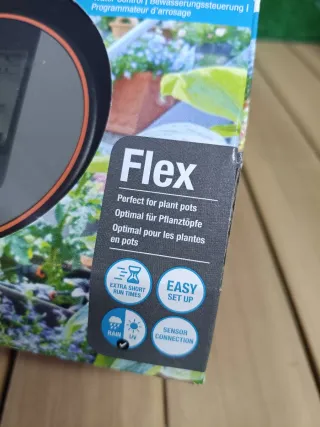 Control | Bewässerungssteuerung |
Programmateur d'arrosage
Flex
Perfect for plant pots
Optimal für Pflanztöpfe
Optimal pour les plantes
en pots
EXTRA SHORT
RUN TIMES
EASY
SET UP
RAIN
UV
SENSOR
CONNECTION